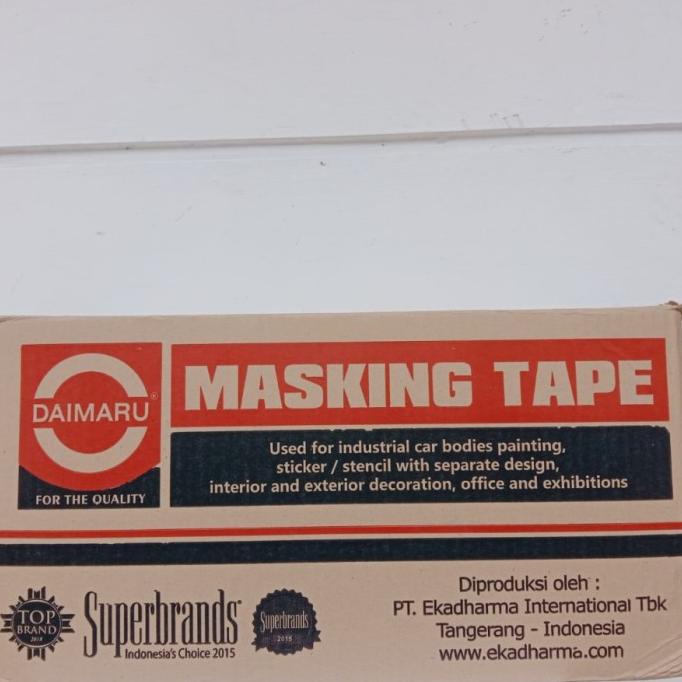 DAIMARU®
FOR THE QUALITY
MASKING TAPE
Used for industrial car bodies painting,
sticker / stencil with separate design,
interior and exterior decoration, office and exhibitions
TOP
BRAND
Superbrands
Indonesia's Choice 2015
Superbrands
2015
Diproduksi oleh :
PT. Ekadharma International Tbk
Tangerang - Indonesia
www.ekadharma.com